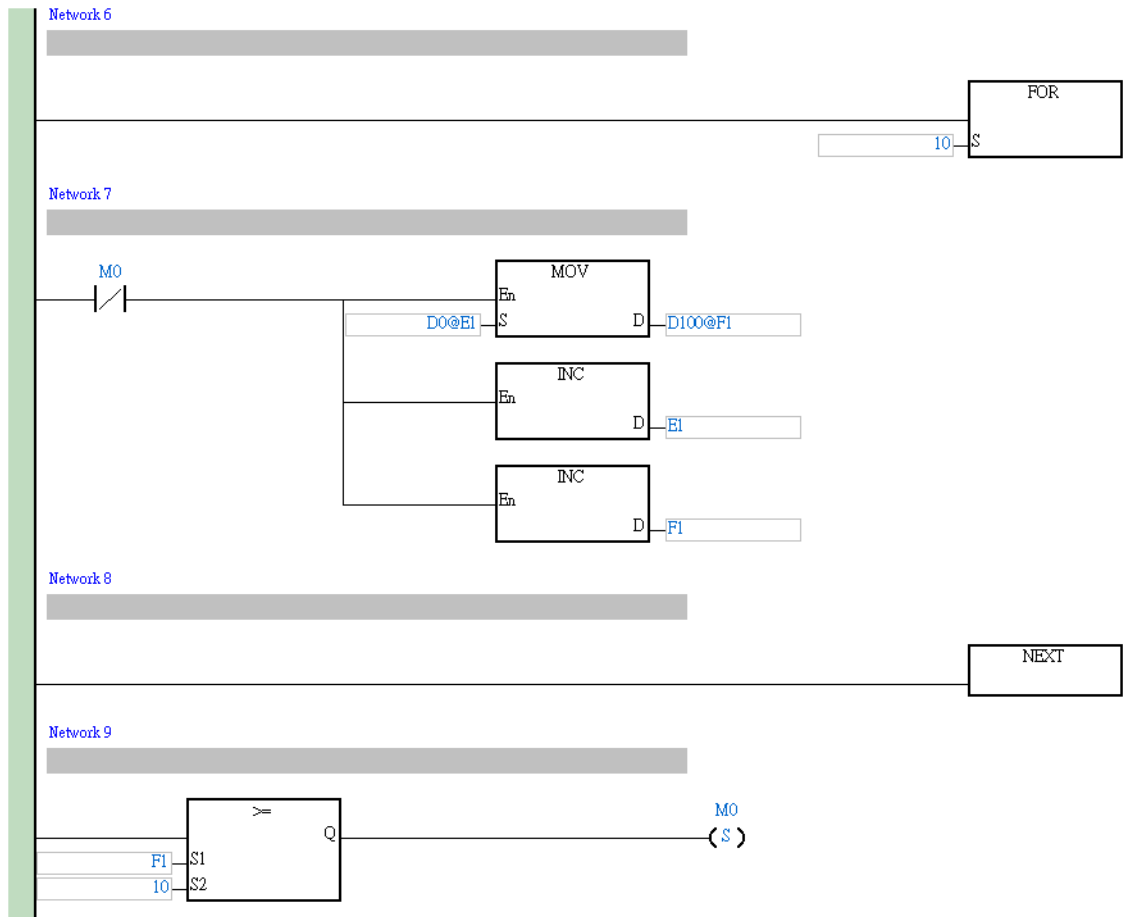 Network 6
FOR
10 S
Network 7
M0
MOV
En
D0@E1 S D D100@F1
INC
En
D E1
INC
En
D F1
Network 8
NEXT
Network 9
>=
M0
Q
( S )
F1 S1
10 S2